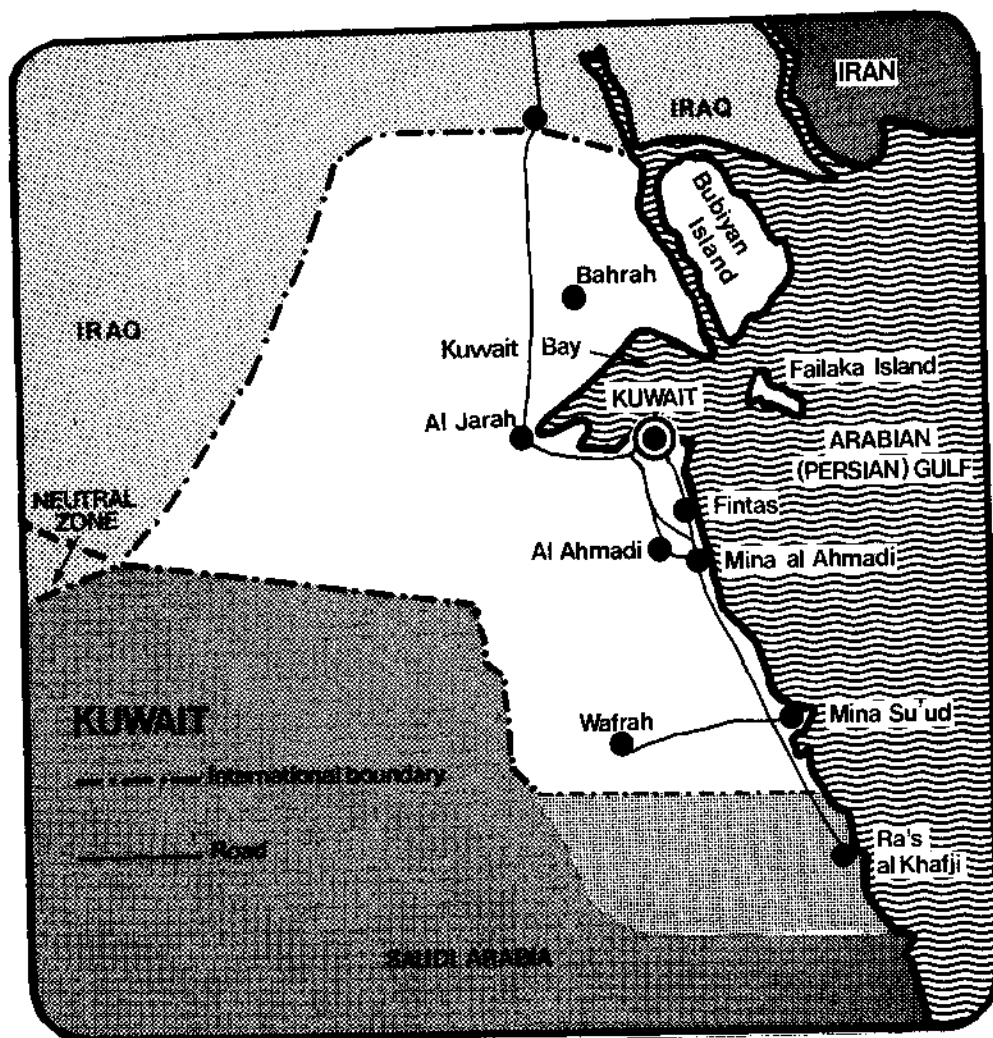 IRAN
IRAQ
Bubiyan
Island
Bahrah
IRAQ
Kuwait Bay
Failaka Island
KUWAIT
Al Jarah
ARABIAN
(PERSIAN) GULF
NEUTRAL
ZONE
Fintas
Al Ahmadi
Mina al Ahmadi
KUWAIT
International boundary
Road
Wafrah
Mina Su'ud
Ra's
al Khafji
SAUDI ARABIA